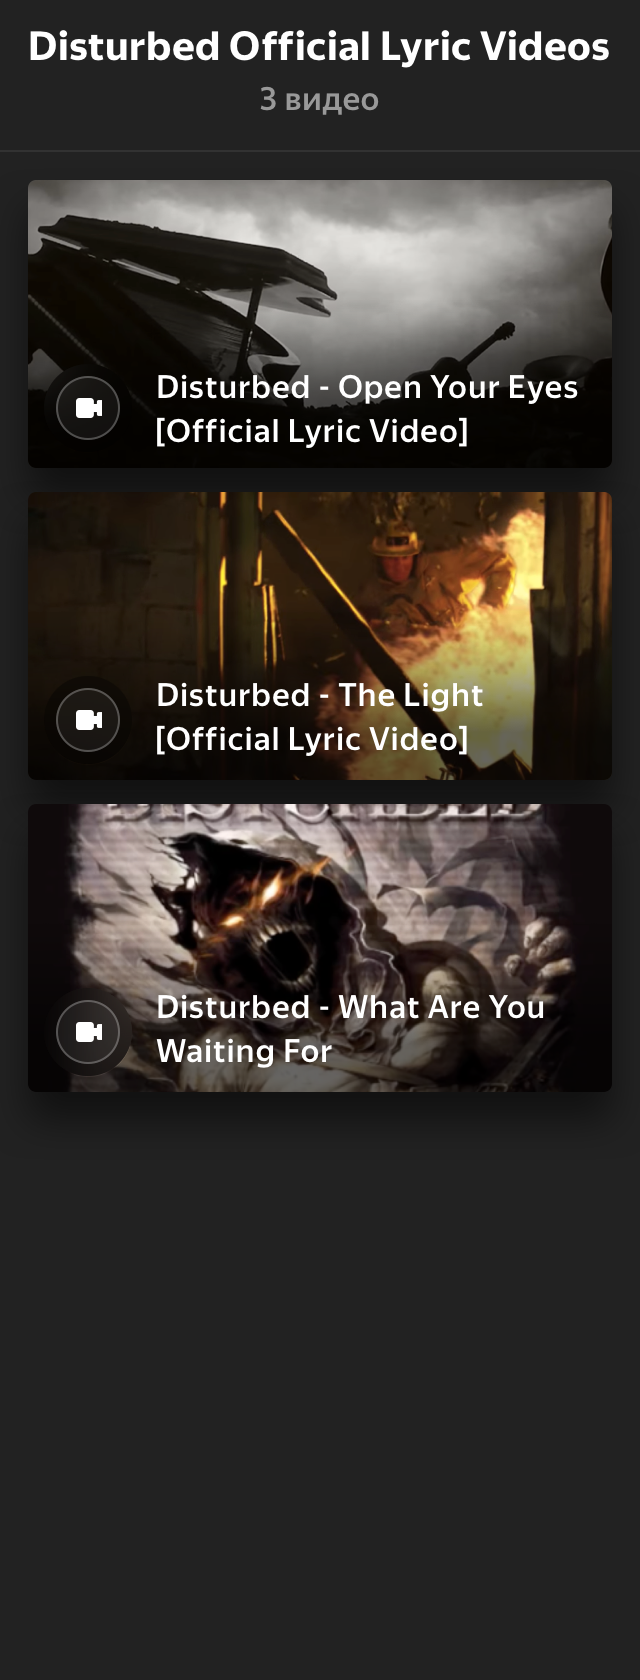 Disturbed Official Lyric Videos
3 видео
Disturbed - Open Your Eyes
[Official Lyric Video]
Disturbed - The Light
[Official Lyric Video]
DISTURBED
Disturbed - What Are You
Waiting For